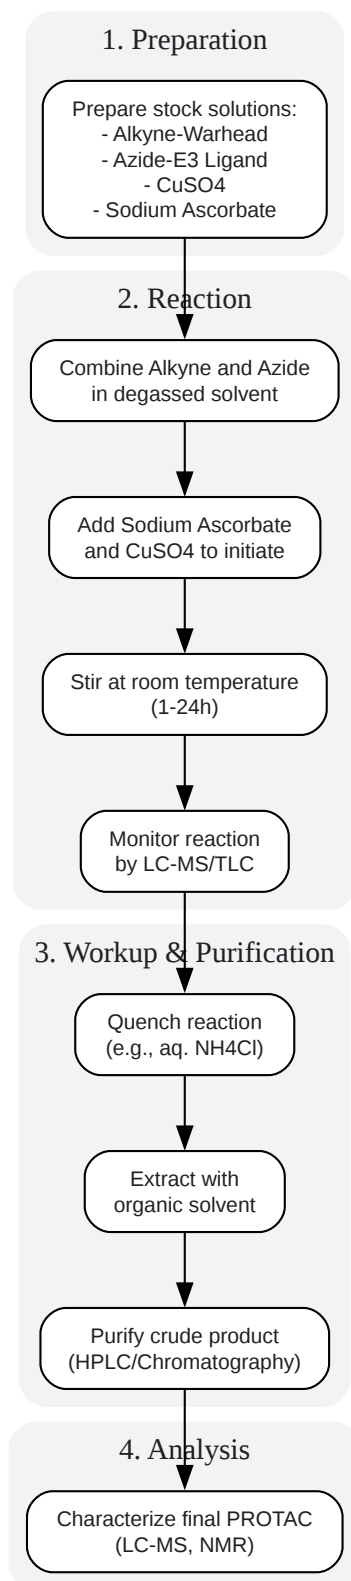 1. Preparation
Prepare stock solutions:
- Alkyne-Warhead
- Azide-E3 Ligand
- CuSO4
- Sodium Ascorbate
2. Reaction
Combine Alkyne and Azide
in degassed solvent
Add Sodium Ascorbate
and CuSO4 to initiate
Stir at room temperature
(1-24h)
Monitor reaction
by LC-MS/TLC
3. Workup & Purification
Quench reaction
(e.g., aq. NH4Cl)
Extract with
organic solvent
Purify crude product
(HPLC/Chromatography)
4. Analysis
Characterize final PROTAC
(LC-MS, NMR)